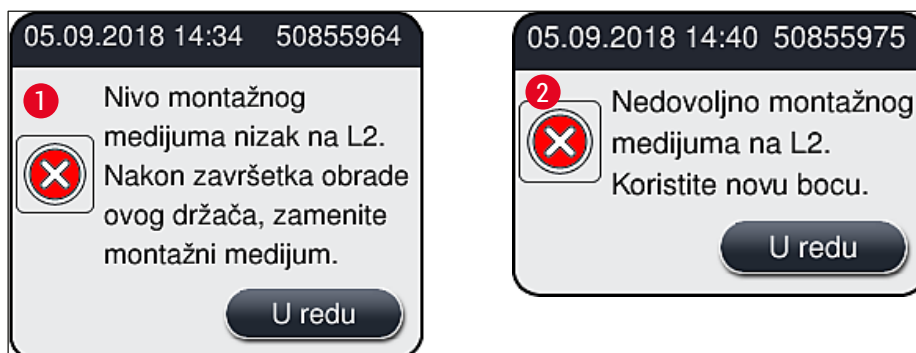 05.09.2018 14:34 50855964
1
Nivo montažnog
medijuma nizak na L2.
Nakon završetka obrade
ovog držača, zamenite
montažni medijum.
U redu
05.09.2018 14:40 50855975
2
Nedovoljno montažnog
medijuma na L2.
Koristite novu bocu.
U redu